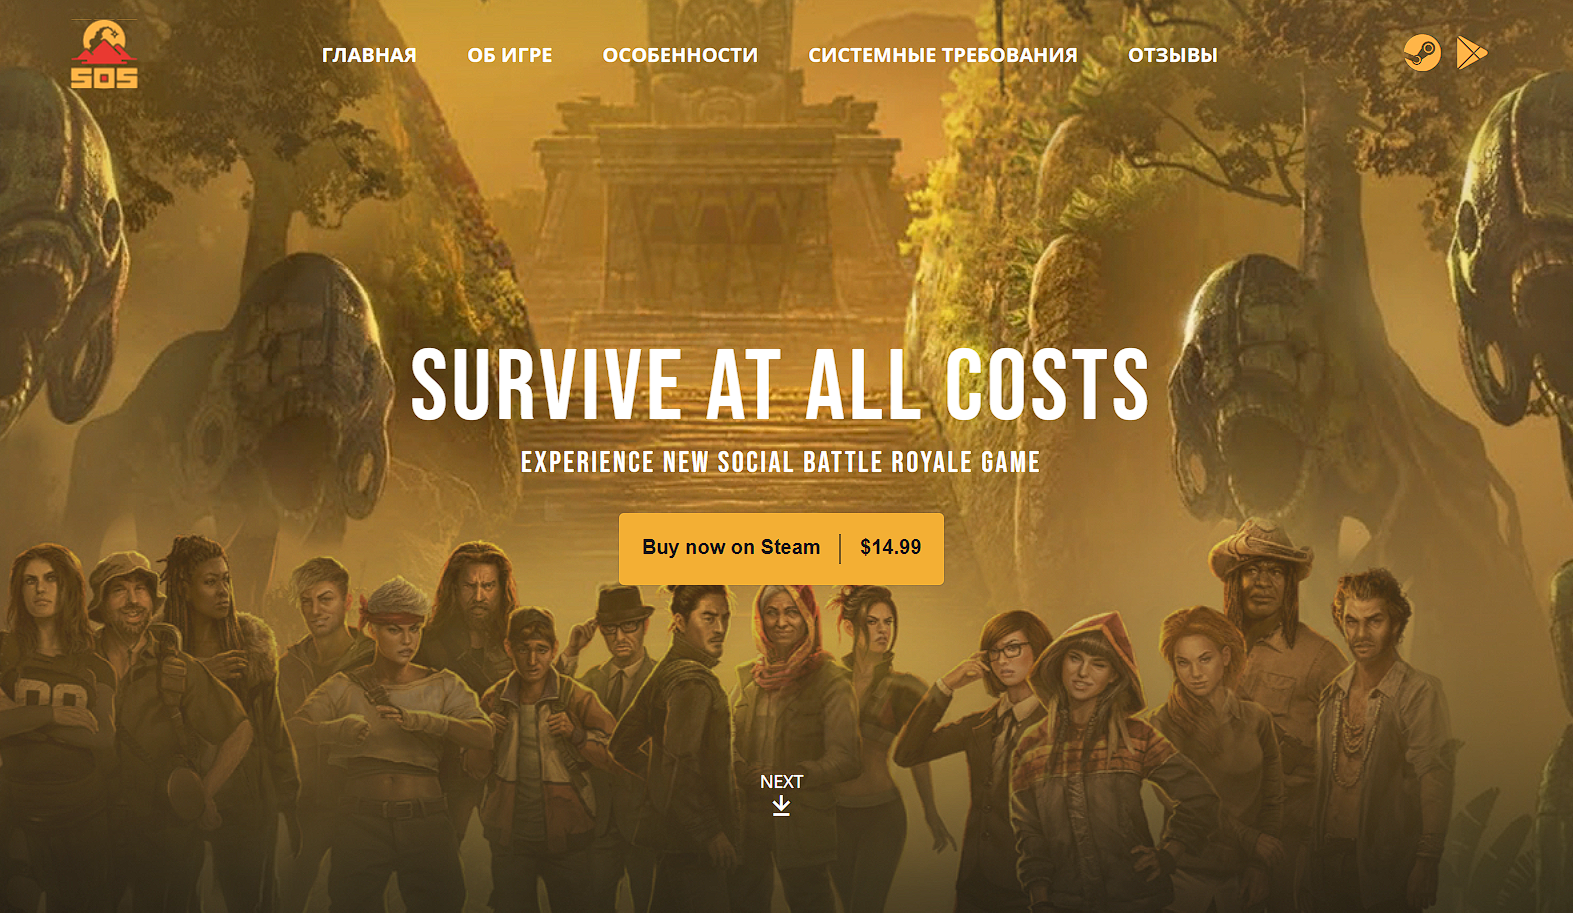 SOS
ГЛАВНАЯ ОБ ИГРЕ ОСОБЕННОСТИ СИСТЕМНЫЕ ТРЕБОВАНИЯ ОТЗЫВЫ
SURVIVE AT ALL COSTS
EXPERIENCE NEW SOCIAL BATTLE ROYALE GAME
Buy now on Steam | $14.99
NEXT